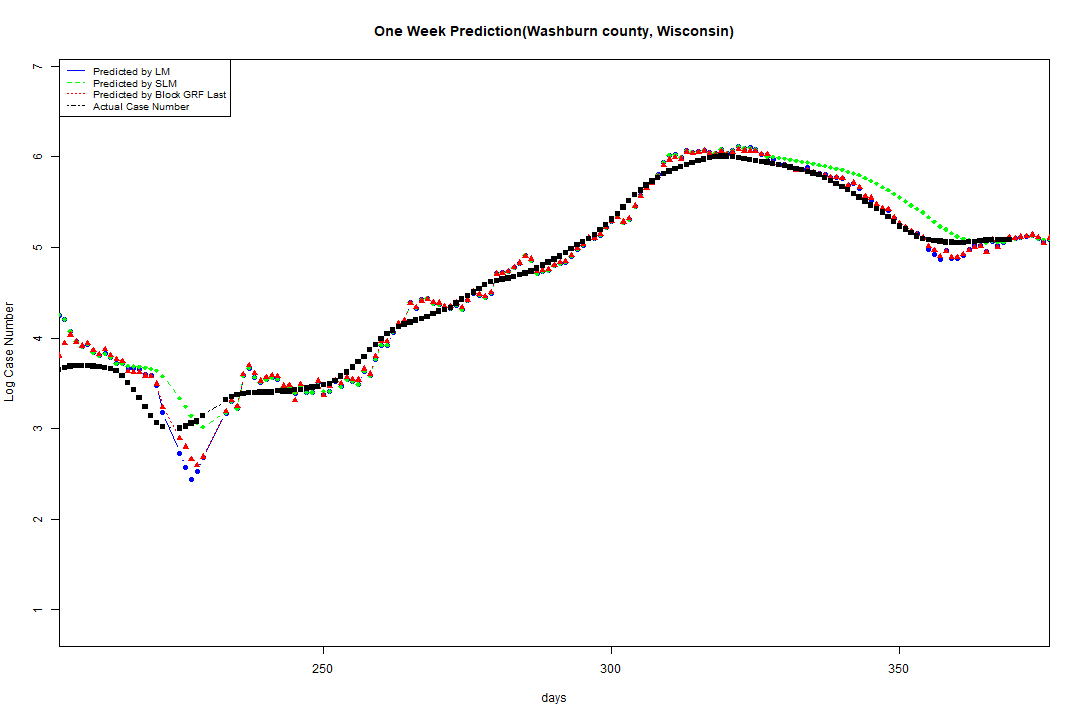 One Week Prediction(Washburn county, Wisconsin)
Predicted by LM
Predicted by SLM
Predicted by Block GRF Last
Actual Case Number
7
6
5
4
3
2
1
Log Case Number
250 300 350
days